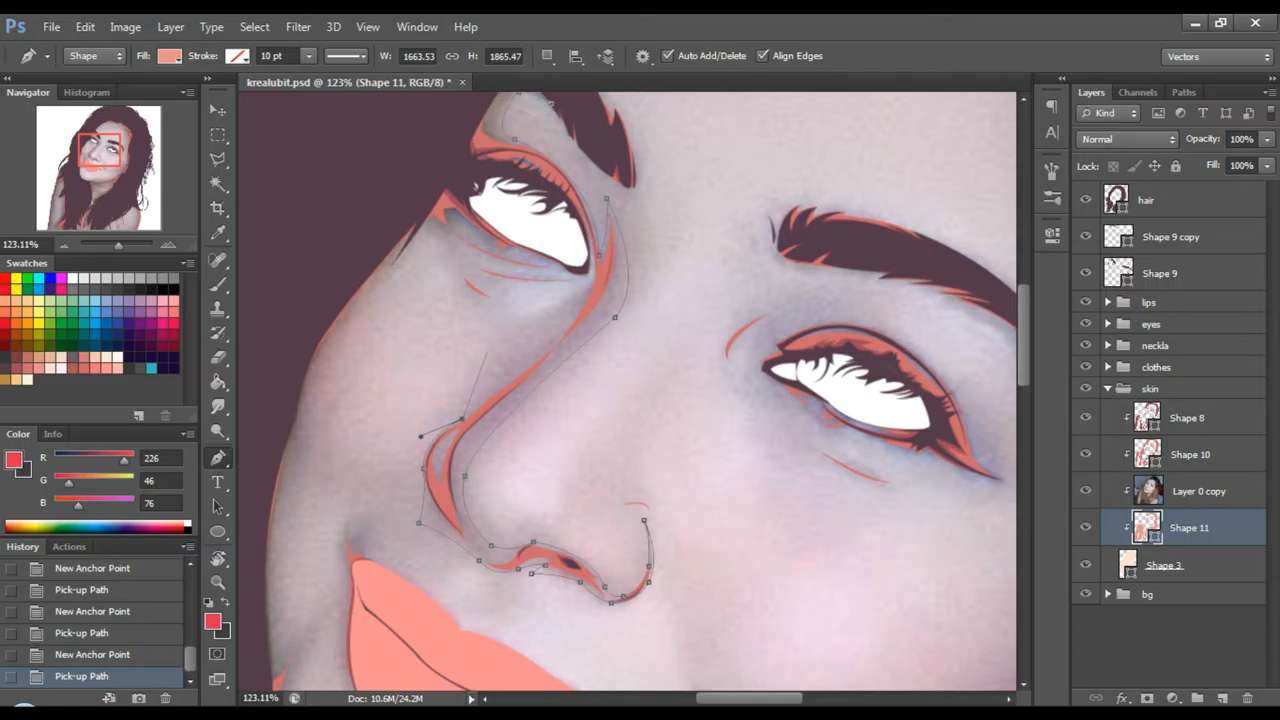 Ps File Edit Image Layer Type Select Filter 3D View Window Help
Shape Fill: Stroke: 10 pt W: 1663.53 H: 1865.47 Auto Add/Delete Align Edges Vectors
Navigator Histogram
krealubit.psd @ 123% (Shape 11, RGB/8) *
Layers Channels Paths
Kind
Normal Opacity: 100%
Lock: Fill: 100%
hair
Shape 9 copy
Shape 9
lips
eyes
neckla
clothes
skin
Shape 8
Shape 10
Layer 0 copy
Shape 11
Shape 3
bg
123.11%
Swatches
Color Info
R 226
G 46
B 76
History Actions
New Anchor Point
Pick-up Path
New Anchor Point
Pick-up Path
New Anchor Point
Pick-up Path
123.11% Doc: 10.6M/24.2M